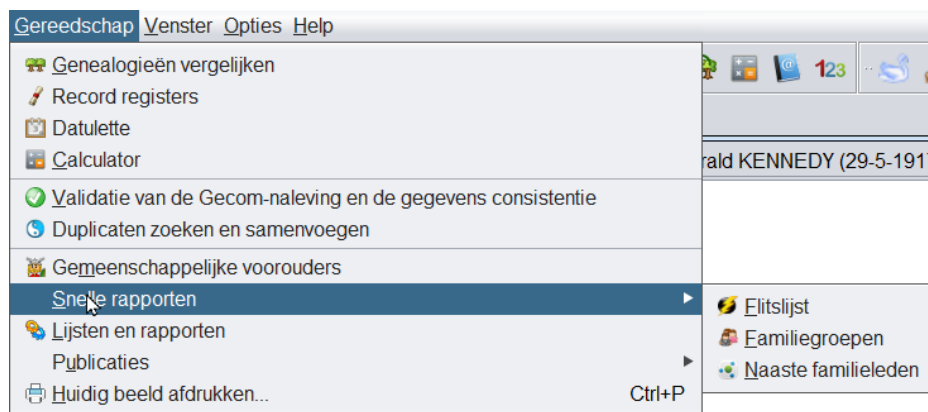 Gereedschap Venster Opties Help
Genealogieën vergelijken
Record registers
123
Datulette
Calculator
rald KENNEDY (29-5-191
Validatie van de Gecom-naleving en de gegevens consistentie
Duplicaten zoeken en samenvoegen
Gemeenschappelijke voorouders
Snelle rapporten
Flitslijst
Lijsten en rapporten
Familiegroepen
Publicaties
Naaste familieleden
Huidig beeld afdrukken... Ctrl+P